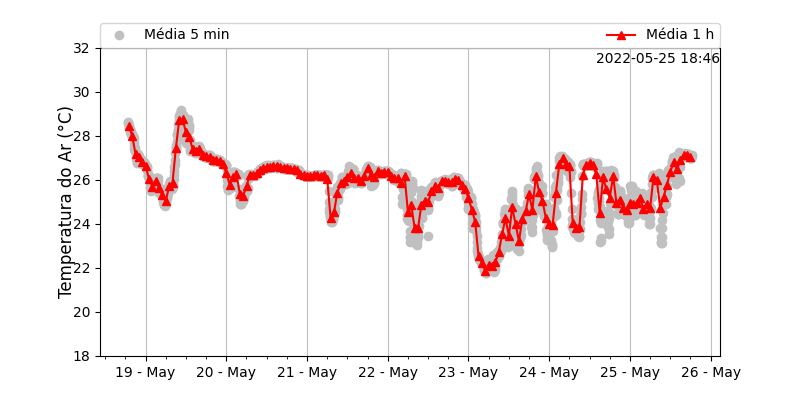 Média 5 min
Média 1 h
2022-05-25 18:46
Temperatura do Ar (°C)
32
30
28
26
24
22
20
18
19 - May
20 - May
21 - May
22 - May
23 - May
24 - May
25 - May
26 - May